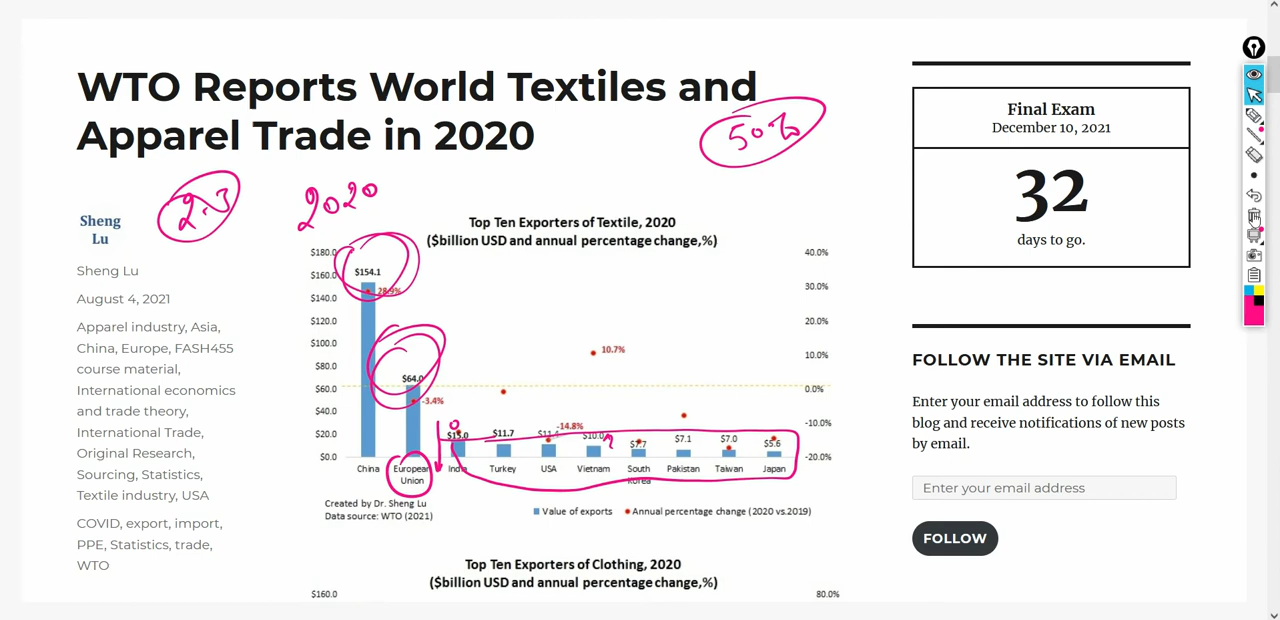 WTO Reports World Textiles and
Apparel Trade in 2020
50%
2.3
2020
Sheng
Lu
Sheng Lu
August 4, 2021
Apparel industry, Asia,
China, Europe, FASH455
course material,
International economics
and trade theory,
International Trade,
Original Research,
Sourcing, Statistics,
Textile industry, USA
COVID, export, import,
PPE, Statistics, trade,
WTO
Top Ten Exporters of Textile, 2020
($billion USD and annual percentage change,%)
$180.0
$160.0
$140.0
$120.0
$100.0
$80.0
$60.0
$40.0
$20.0
$0.0
40.0%
30.0%
20.0%
10.0%
0.0%
-10.0%
-20.0%
$154.1
28.9%
$64.0
-3.4%
$15.0
$11.7
$11.4
-14.8%
$10.0
10.7%
$7.7
$7.1
$7.0
$5.6
China
European
Union
India
Turkey
USA
Vietnam
South
Korea
Pakistan
Taiwan
Japan
Created by Dr. Sheng Lu
Data source: WTO (2021)
Value of exports
Annual percentage change (2020 vs.2019)
Top Ten Exporters of Clothing, 2020
($billion USD and annual percentage change,%)
$160.0
80.0%
Final Exam
December 10, 2021
32
days to go.
FOLLOW THE SITE VIA EMAIL
Enter your email address to follow this
blog and receive notifications of new posts
by email.
Enter your email address
FOLLOW